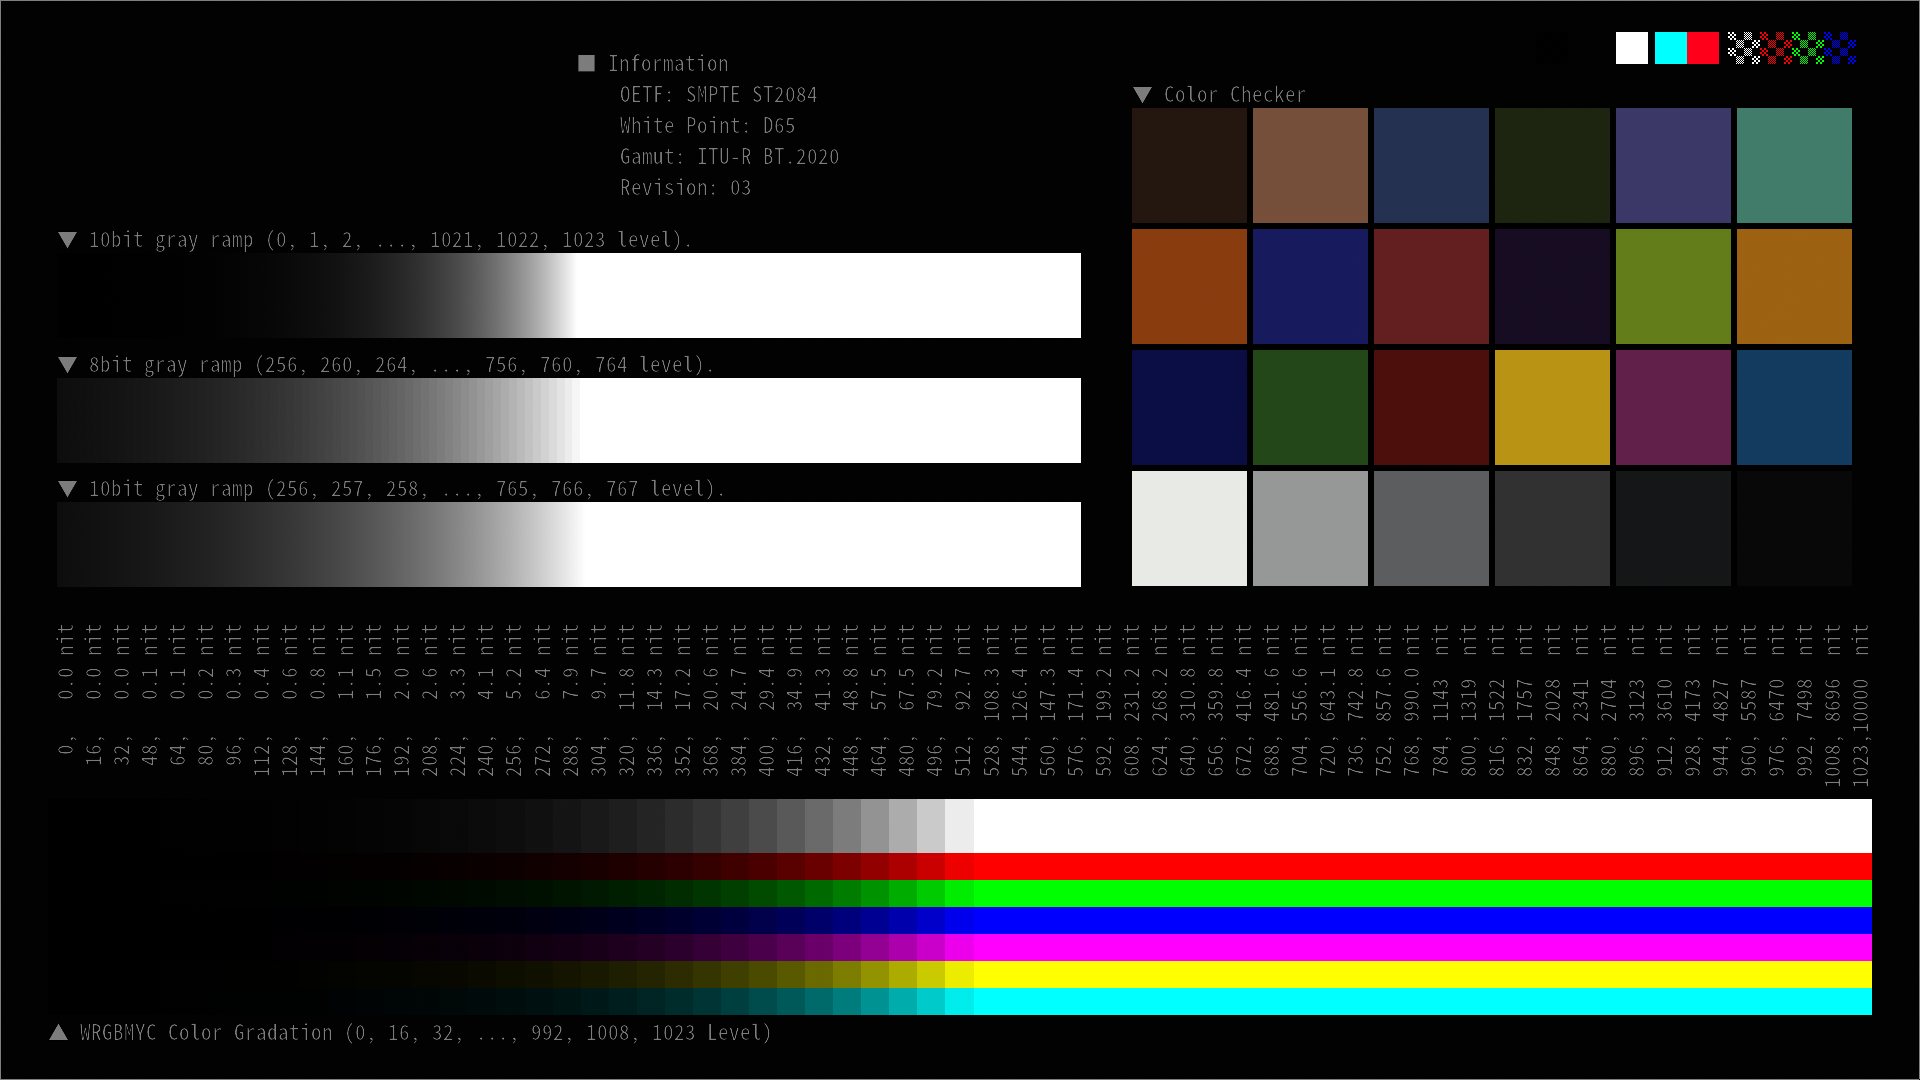 ■ Information
OETF: SMPTE ST2084
White Point: D65
Gamut: ITU-R BT.2020
Revision: 03
▼ Color Checker
▼ 10bit gray ramp (0, 1, 2, ..., 1021, 1022, 1023 level).
▼ 8bit gray ramp (256, 260, 264, ..., 756, 760, 764 level).
▼ 10bit gray ramp (256, 257, 258, ..., 765, 766, 767 level).
0, 0.0 nit
16, 0.0 nit
32, 0.0 nit
48, 0.1 nit
64, 0.1 nit
80, 0.2 nit
96, 0.3 nit
112, 0.4 nit
128, 0.6 nit
144, 0.8 nit
160, 1.1 nit
176, 1.5 nit
192, 2.0 nit
208, 2.6 nit
224, 3.3 nit
240, 4.1 nit
256, 5.2 nit
272, 6.4 nit
288, 7.9 nit
304, 9.7 nit
320, 11.8 nit
336, 14.3 nit
352, 17.2 nit
368, 20.6 nit
384, 24.7 nit
400, 29.4 nit
416, 34.9 nit
432, 41.3 nit
448, 48.8 nit
464, 57.5 nit
480, 67.5 nit
496, 79.2 nit
512, 92.7 nit
528, 108.3 nit
544, 126.4 nit
560, 147.3 nit
576, 171.4 nit
592, 199.2 nit
608, 231.2 nit
624, 268.2 nit
640, 310.8 nit
656, 359.8 nit
672, 416.4 nit
688, 481.6 nit
704, 556.6 nit
720, 643.1 nit
736, 742.8 nit
752, 857.6 nit
768, 990.0 nit
784, 1143 nit
800, 1319 nit
816, 1522 nit
832, 1757 nit
848, 2028 nit
864, 2341 nit
880, 2704 nit
896, 3123 nit
912, 3610 nit
928, 4173 nit
944, 4827 nit
960, 5587 nit
976, 6470 nit
992, 7498 nit
1008, 8696 nit
1023,10000 nit
▲ WRGBMYC Color Gradation (0, 16, 32, ..., 992, 1008, 1023 Level)